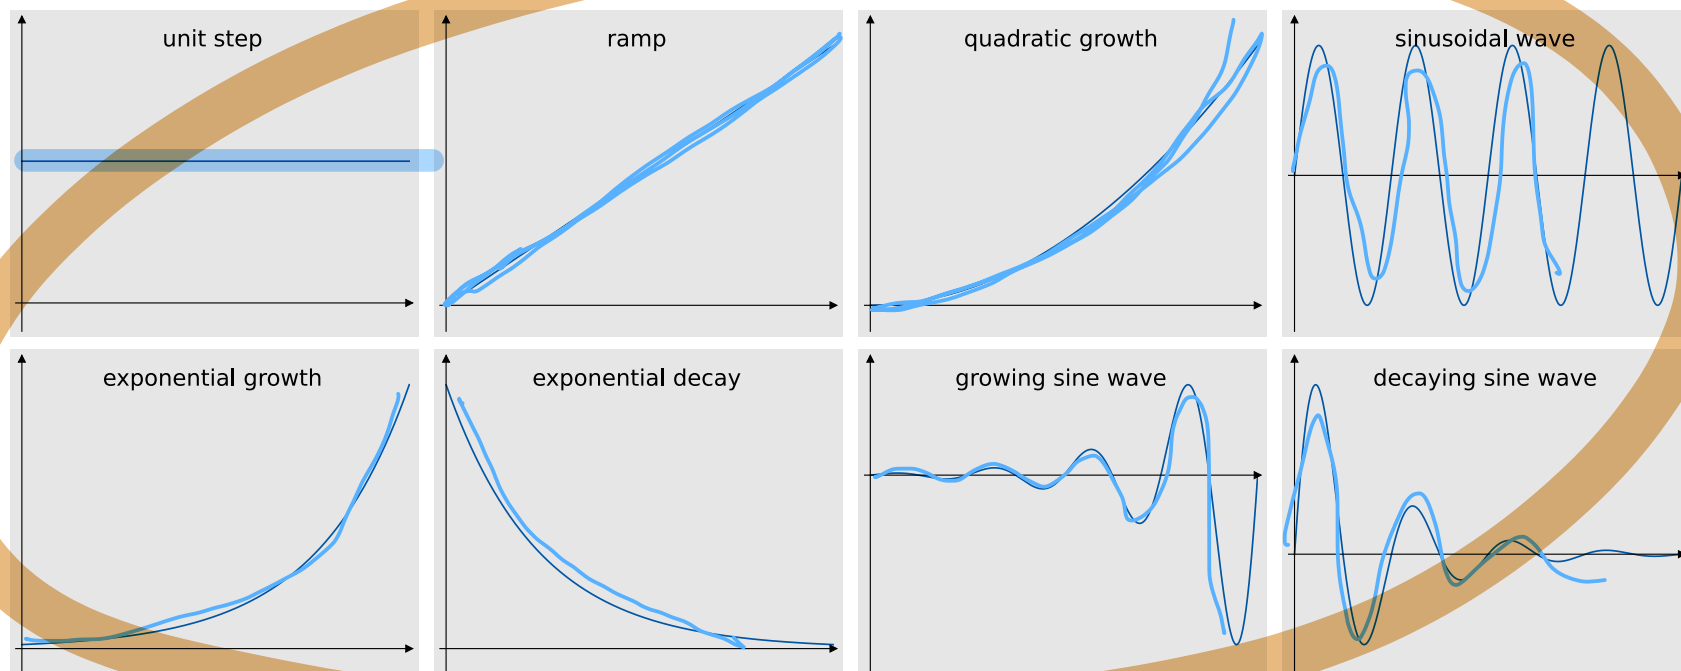 unit step
ramp
quadratic growth
sinusoidal wave
exponential growth
exponential decay
growing sine wave
decaying sine wave